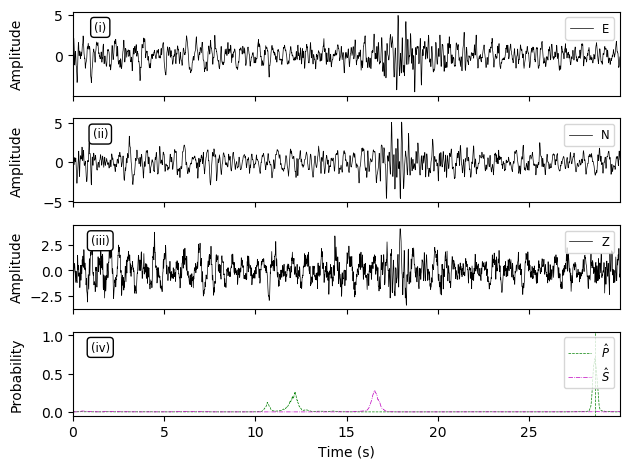 5
0
Amplitude
(i)
E
5
0
−5
Amplitude
(ii)
N
2.5
0.0
−2.5
Amplitude
(iii)
Z
1.0
0.5
0.0
Probability
(iv)
P̂
Ŝ
0 5 10 15 20 25
Time (s)